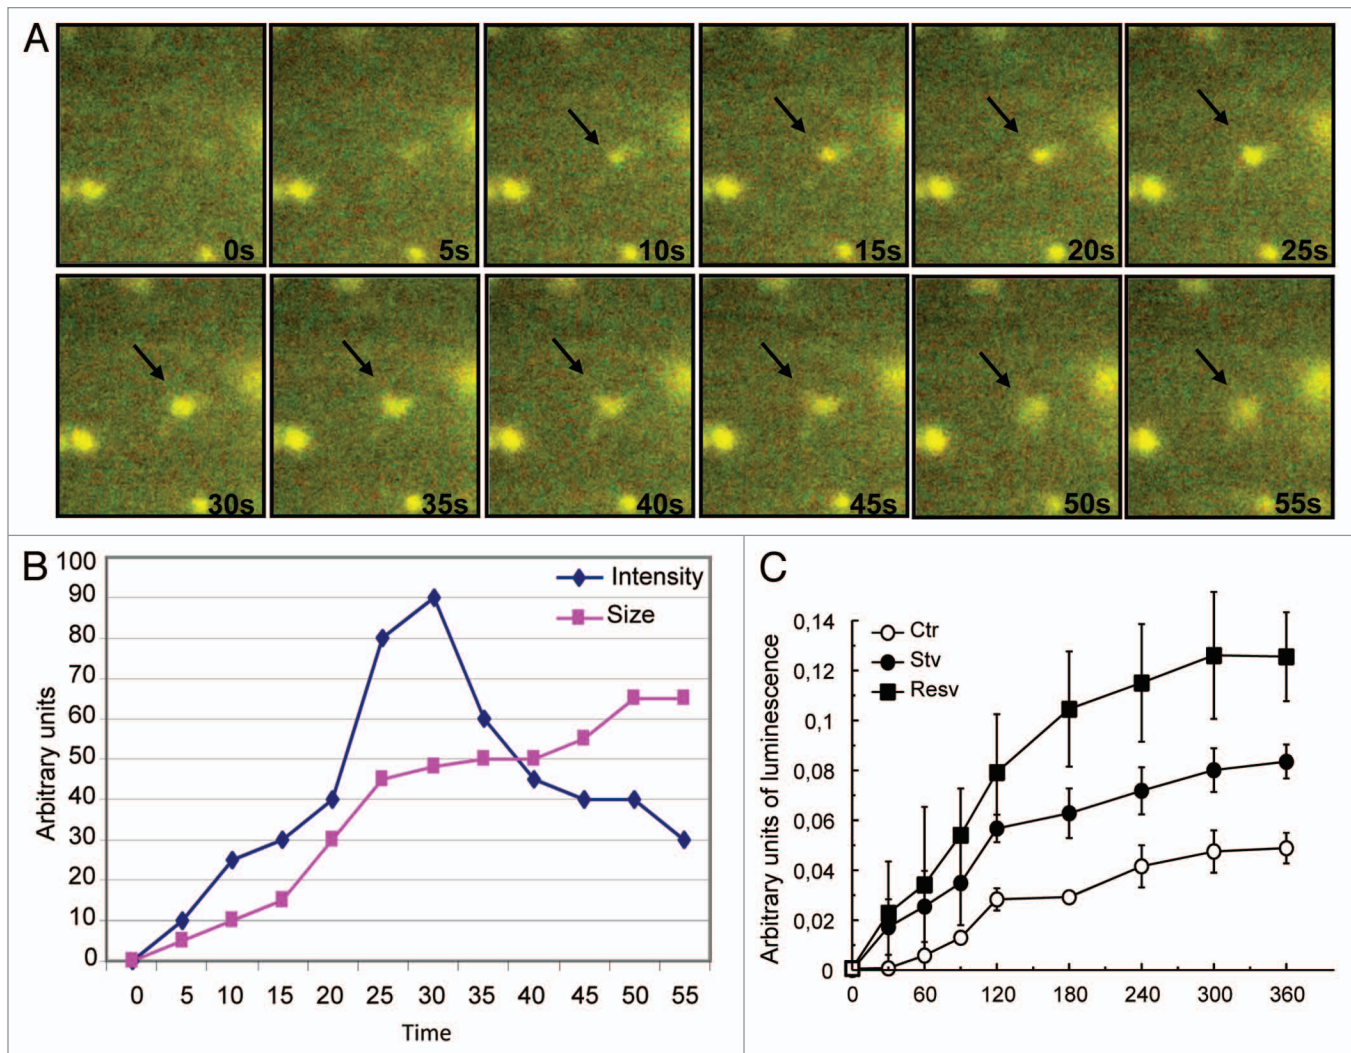 A
0s 5s 10s 15s 20s 25s
30s 35s 40s 45s 50s 55s
B
100
90
80
70
60
50
40
30
20
10
0
Arbitrary units
Intensity
Size
0 5 10 15 20 25 30 35 40 45 50 55
Time
C
Arbitrary units of luminescence
0,14
0,12
0,1
0,08
0,06
0,04
0,02
0
Ctr
Stv
Resv
0 60 120 180 240 300 360